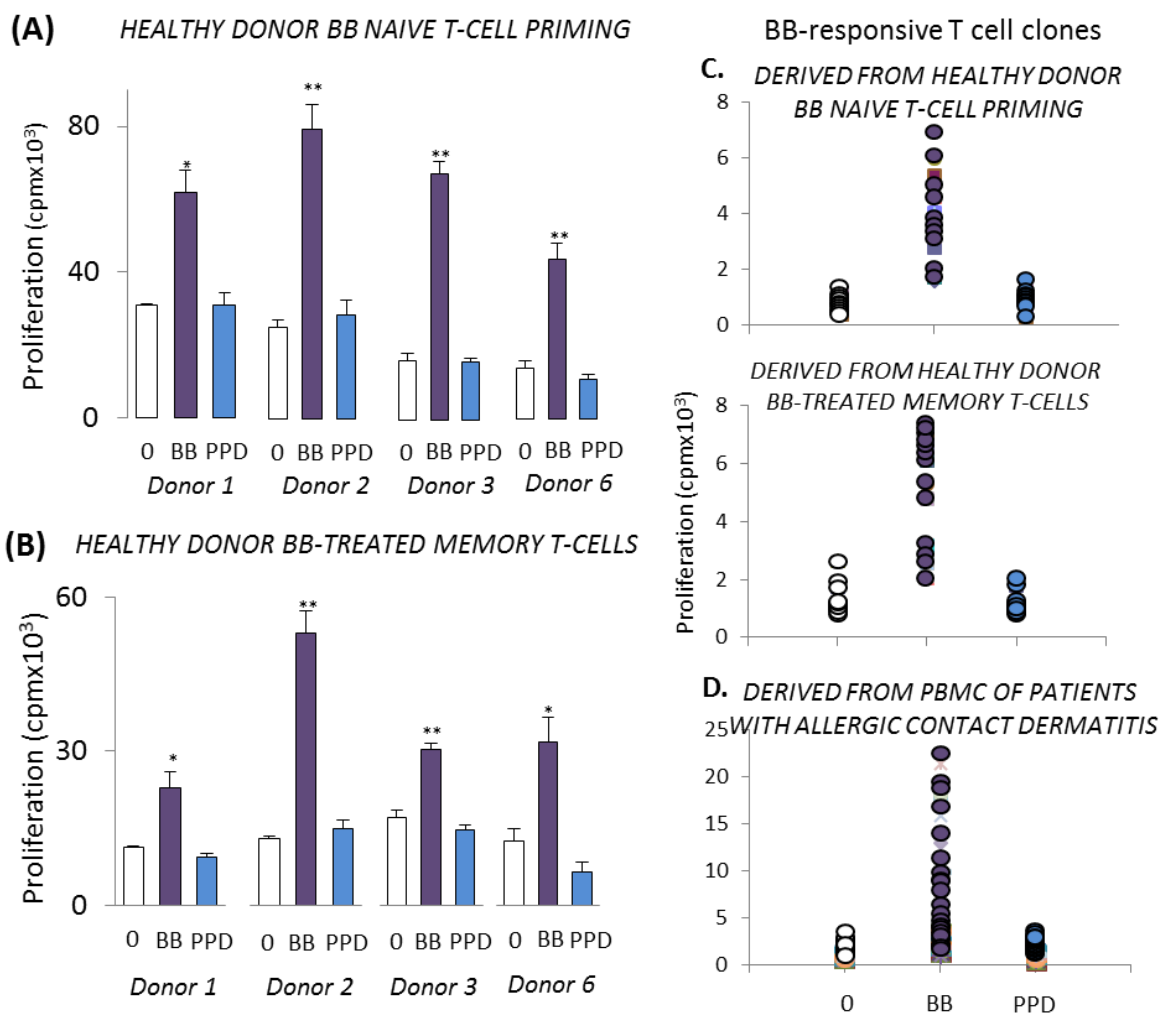 (A) HEALTHY DONOR BB NAIVE T-CELL PRIMING
Proliferation (cpmx10³)
80
40
0
* ** ** **
0 BB PPD 0 BB PPD 0 BB PPD 0 BB PPD
Donor 1 Donor 2 Donor 3 Donor 6
(B) HEALTHY DONOR BB-TREATED MEMORY T-CELLS
Proliferation (cpmx10³)
60
30
0
* ** ** *
0 BB PPD 0 BB PPD 0 BB PPD 0 BB PPD
Donor 1 Donor 2 Donor 3 Donor 6
BB-responsive T cell clones
C. DERIVED FROM HEALTHY DONOR
BB NAIVE T-CELL PRIMING
8
6
4
2
0
DERIVED FROM HEALTHY DONOR
BB-TREATED MEMORY T-CELLS
Proliferation (cpmx10³)
8
6
4
2
0
D. DERIVED FROM PBMC OF PATIENTS
WITH ALLERGIC CONTACT DERMATITIS
25
20
15
10
5
0
0 BB PPD